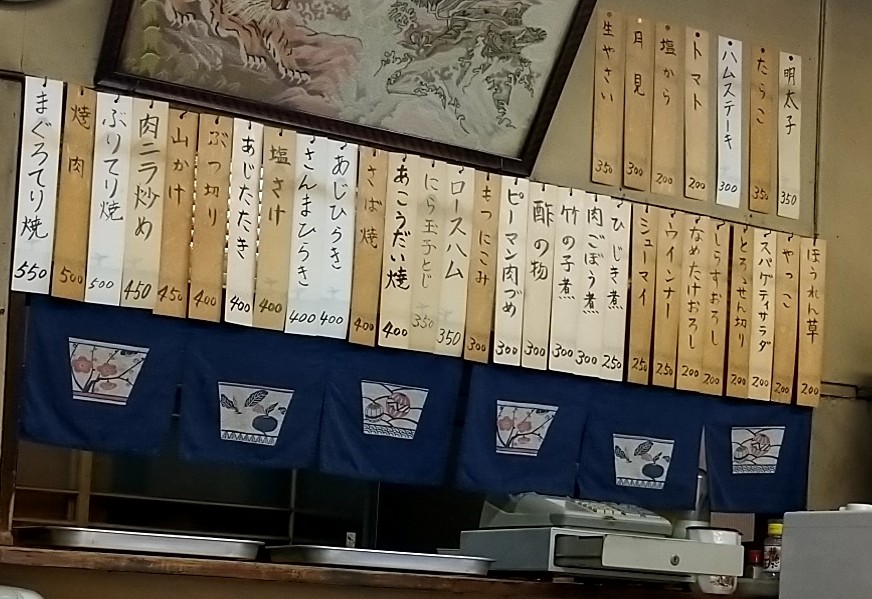 まぐろてり焼 550
焼肉 500
ぶりてり焼 500
肉ニラ炒め 450
山かけ 450
ぶつ切り 400
あじたたき 400
塩さけ 400
さんまひらき 400
あじひらき 400
さば焼 400
あこうだい焼 400
にら玉子とじ 350
ロースハム 350
もつにこみ 300
ピーマン肉づめ 300
酢の物 300
竹の子煮 300
肉ごぼう煮 300
ひじき煮 250
シューマイ 250
ウインナー 250
なめたけおろし 200
しらすおろし 200
とろろせん切り 200
スパゲティサラダ 200
やっこ 200
ほうれん草 200
生やさい 350
月見 300
塩から 200
トマト 200
ハムステーキ 300
たらこ 350
明太子 350